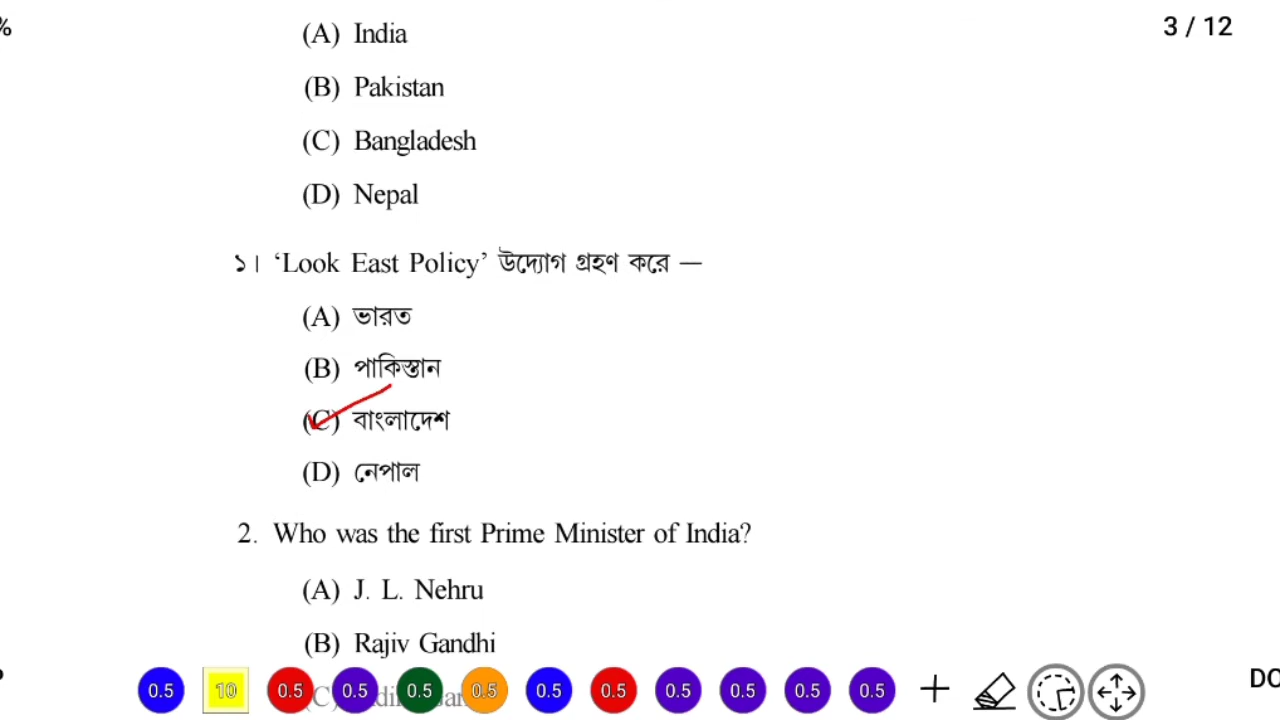 %
3 / 12
(A) India
(B) Pakistan
(C) Bangladesh
(D) Nepal
১। ‘Look East Policy’ উদ্যোগ গ্রহণ করে —
(A) ভারত
(B) পাকিস্তান
(C) বাংলাদেশ
(D) নেপাল
2. Who was the first Prime Minister of India?
(A) J. L. Nehru
(B) Rajiv Gandhi
0.5 10 0.5 0.5 0.5 0.5 0.5 0.5 0.5 0.5 0.5 0.5